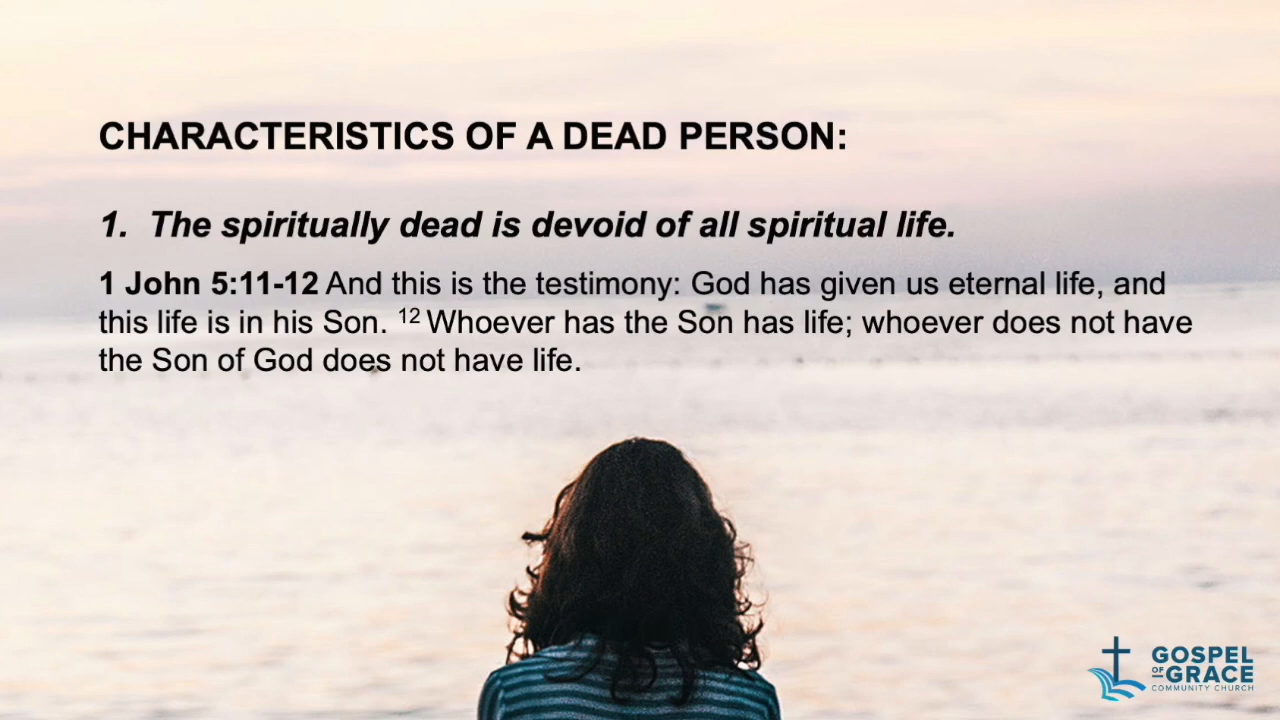 CHARACTERISTICS OF A DEAD PERSON:
1. The spiritually dead is devoid of all spiritual life.
1 John 5:11-12 And this is the testimony: God has given us eternal life, and
this life is in his Son. 12 Whoever has the Son has life; whoever does not have
the Son of God does not have life.
GOSPEL
OF
GRACE
COMMUNITY CHURCH